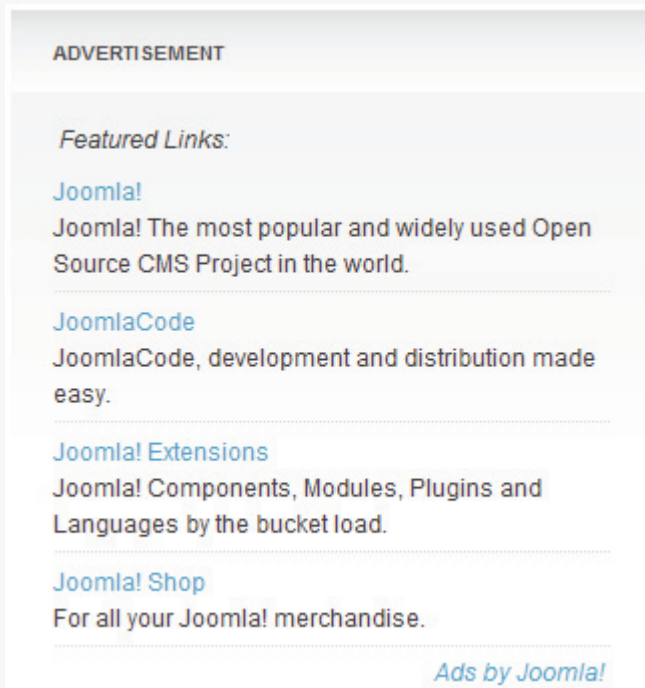 ADVERTISEMENT
Featured Links:
Joomla!
Joomla! The most popular and widely used Open
Source CMS Project in the world.
JoomlaCode
JoomlaCode, development and distribution made
easy.
Joomla! Extensions
Joomla! Components, Modules, Plugins and
Languages by the bucket load.
Joomla! Shop
For all your Joomla! merchandise.
Ads by Joomla!